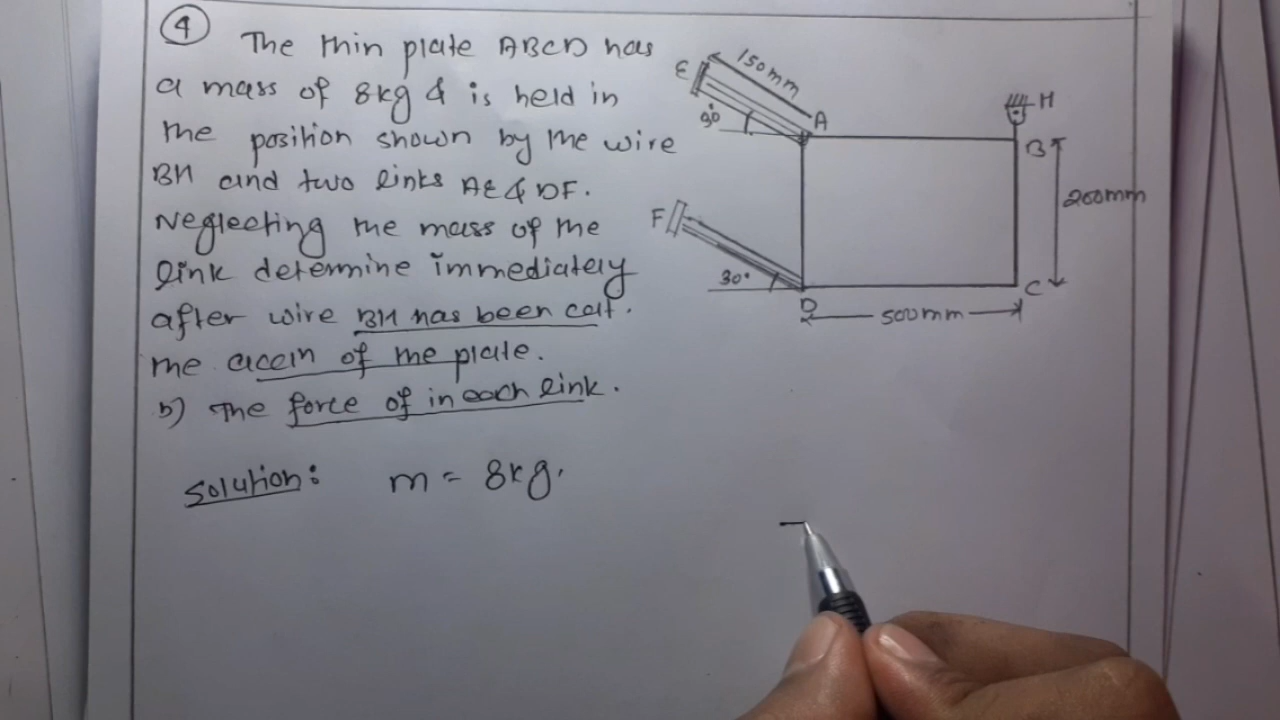 4
The thin plate ABCD has
a mass of 8kg & is held in
the position shown by the wire
BH and two links AE & DF.
Neglecting the mass of the
link determine immediately
after wire BH has been cut.
the accln of the plate.
b) The force of in each link.
Solution: m = 8kg.
E
150mm
30°
A
H
B
200mm
F
30°
D
C
500mm